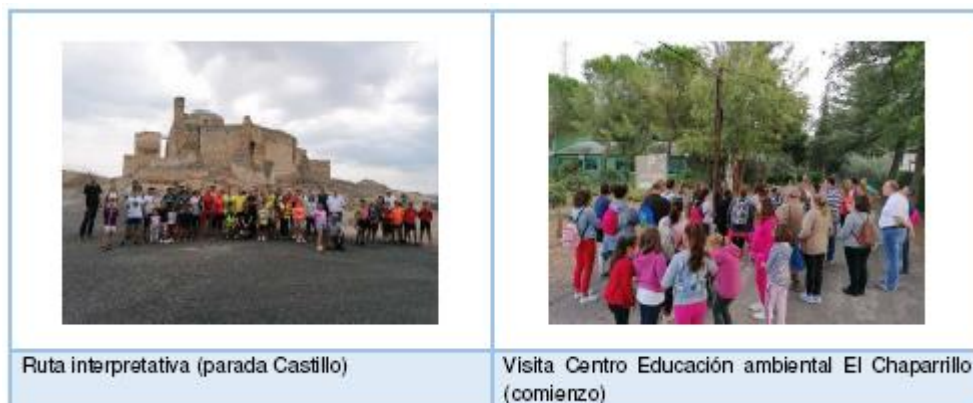 Ruta interpretativa (parada Castillo)
Visita Centro Educación ambiental El Chaparrillo
(comienzo)